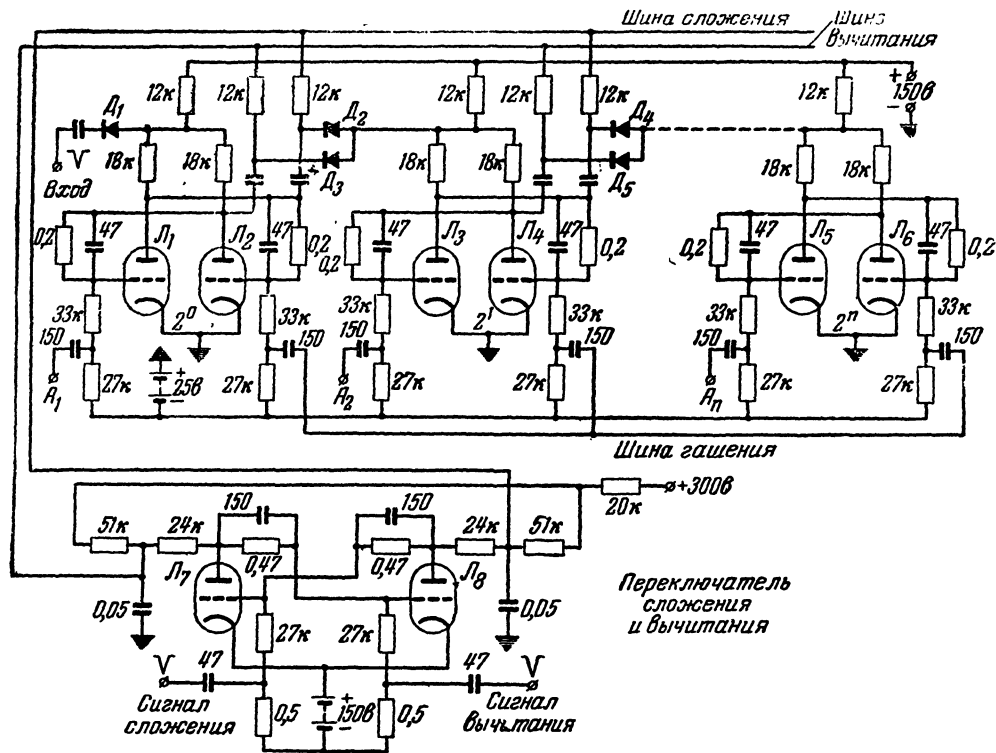 Шина сложения
Шина
вычитания
12к 12к 12к 12к 12к 12к 12к
+
150в
-
Д1 Д2 Д4
18к 18к Д3 18к 18к Д5 18к 18к
Вход
0,2 47 Л1 Л2 47 0,2 0,2 47 Л3 Л4 47 0,2 0,2 47 Л5 Л6 47 0,2
33к 2⁰ 33к 33к 2¹ 33к 33к 2ⁿ 33к
150 150 150 150 150 150
А1 27к + 25в - 27к А2 27к 27к Аn 27к 27к
Шина гашения
+300в
20к
150 150
51к 24к 0,47 0,47 24к 51к
Л7 Л8
0,05 27к 27к 0,05
Переключатель
сложения
и вычитания
47 47
Сигнал
сложения
0,5 + 150в - 0,5
Сигнал
вычитания